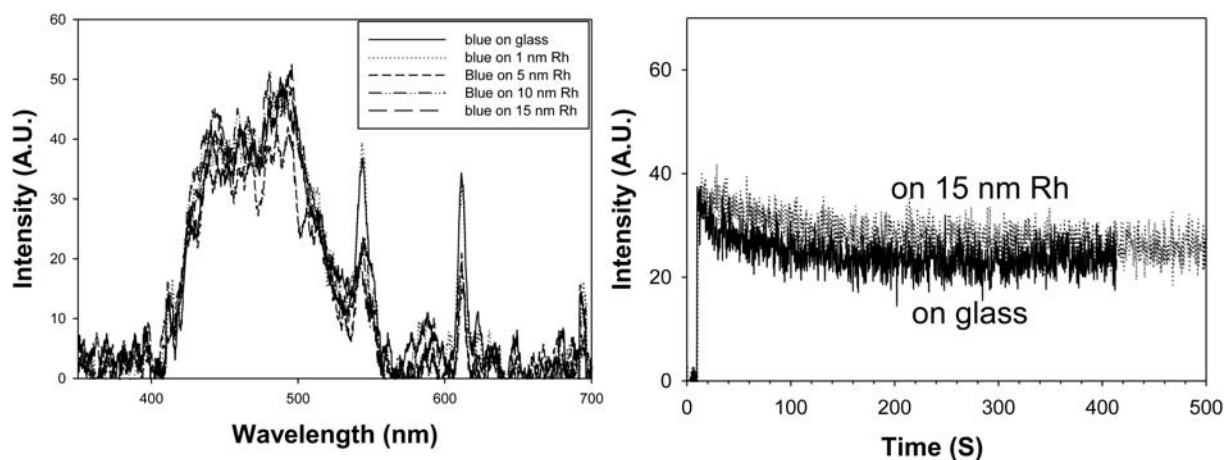 60
50
40
30
20
10
0
Intensity (A.U.)
blue on glass
blue on 1 nm Rh
Blue on 5 nm Rh
Blue on 10 nm Rh
blue on 15 nm Rh
400
500
600
700
Wavelength (nm)
60
40
20
0
Intensity (A.U.)
on 15 nm Rh
on glass
0
100
200
300
400
500
Time (S)